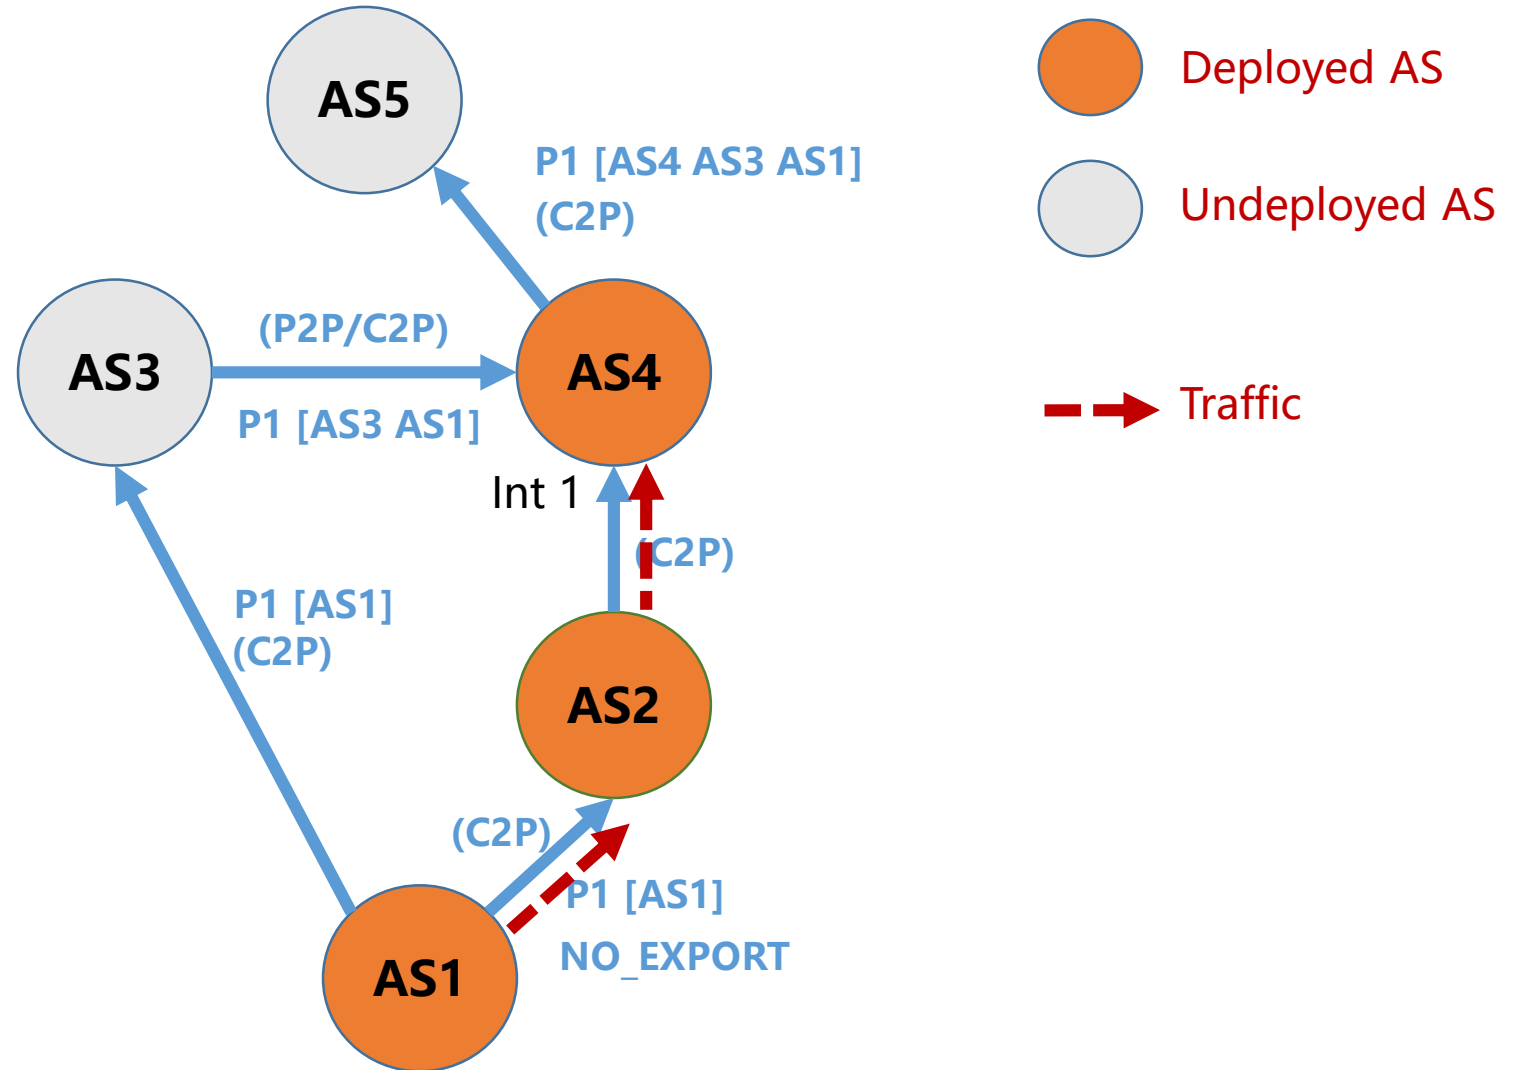 AS5
P1 [AS4 AS3 AS1]
(C2P)
Deployed AS
Undeployed AS
Traffic
AS3
(P2P/C2P)
P1 [AS3 AS1]
AS4
Int 1
(C2P)
P1 [AS1]
(C2P)
AS2
(C2P)
P1 [AS1]
NO_EXPORT
AS1